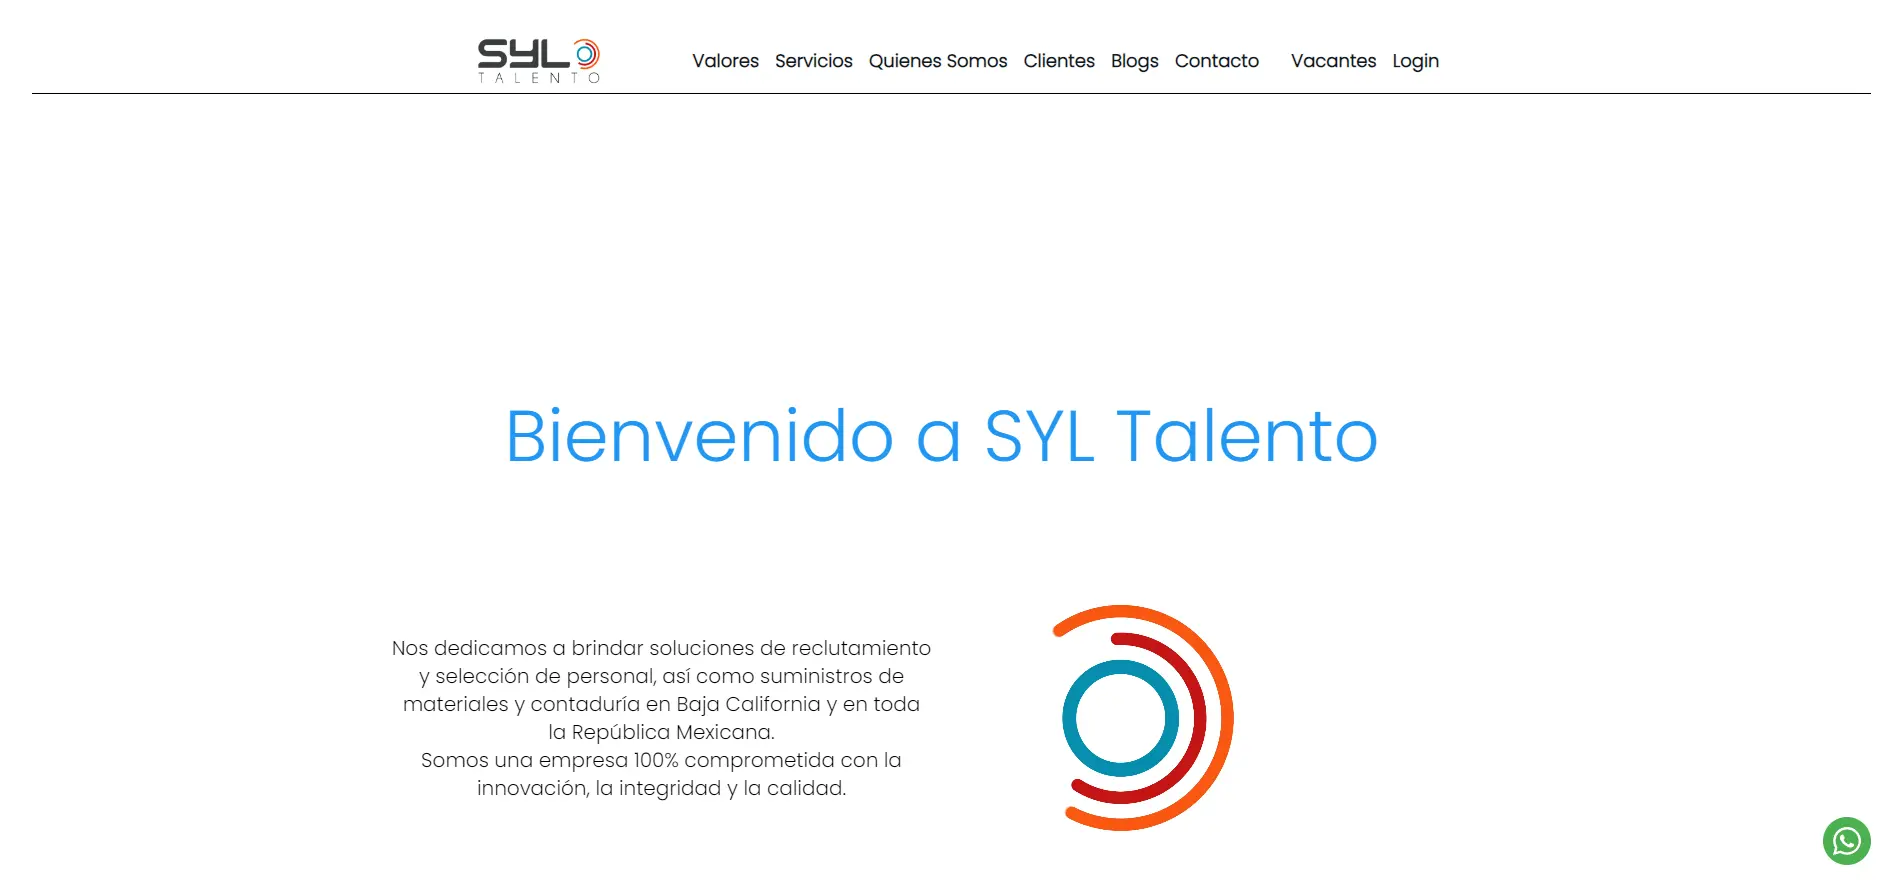 SYL
TALENTO
Valores Servicios Quienes Somos Clientes Blogs Contacto Vacantes Login
Bienvenido a SYL Talento
Nos dedicamos a brindar soluciones de reclutamiento
y selección de personal, así como suministros de
materiales y contaduría en Baja California y en toda
la República Mexicana.
Somos una empresa 100% comprometida con la
innovación, la integridad y la calidad.